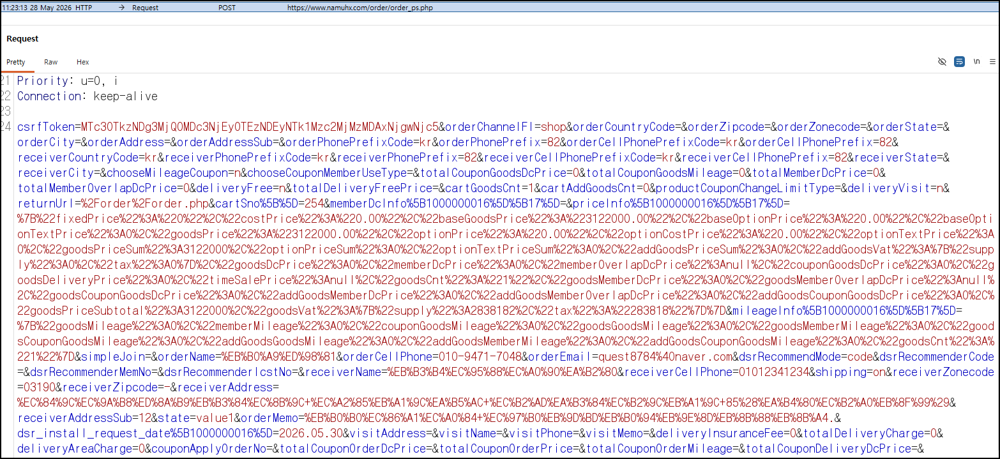 11:23:13 28 May 2026 HTTP → Request POST https://www.namuhx.com/order/order_ps.php
Request
Pretty Raw Hex \n
21 Priority: u=0, i
22 Connection: keep-alive
23
24 csrfToken=MTc3OTkzNDg3MjQ0MDc3NjEyOTEzNDEyNTk1Mzc2MjMzMDAxNjgwNjc5&orderChannelFl=shop&orderCountryCode=&orderZipcode=&orderZonecode=&orderState=&
orderCity=&orderAddress=&orderAddressSub=&orderPhonePrefixCode=kr&orderPhonePrefix=82&orderCellPhonePrefixCode=kr&orderCellPhonePrefix=82&
receiverCountryCode=kr&receiverPhonePrefixCode=kr&receiverPhonePrefix=82&receiverCellPhonePrefixCode=kr&receiverCellPhonePrefix=82&receiverState=&
receiverCity=&chooseMileageCoupon=n&chooseCouponMemberUseType=&totalCouponGoodsDcPrice=0&totalCouponGoodsMileage=0&totalMemberDcPrice=0&
totalMemberOverlapDcPrice=0&deliveryFree=n&totalDeliveryFreePrice=&cartGoodsCnt=1&cartAddGoodsCnt=0&productCouponChangeLimitType=&deliveryVisit=n&
returnUrl=%2Forder%2Forder.php&cartSno%5B%5D=254&memberDcInfo%5B1000000016%5D%5B17%5D=&priceInfo%5B1000000016%5D%5B17%5D=
%7B%22fixedPrice%22%3A%220%22%2C%22costPrice%22%3A%220.00%22%2C%22baseGoodsPrice%22%3A%223122000.00%22%2C%22baseOptionPrice%22%3A%220.00%22%2C%22baseOpti
onTextPrice%22%3A0%2C%22goodsPrice%22%3A%223122000.00%22%2C%22optionPrice%22%3A%220.00%22%2C%22optionCostPrice%22%3A%220.00%22%2C%22optionTextPrice%22%3A
0%2C%22goodsPriceSum%22%3A3122000%2C%22optionPriceSum%22%3A0%2C%22optionTextPriceSum%22%3A0%2C%22addGoodsPriceSum%22%3A0%2C%22addGoodsVat%22%3A%7B%22supp
ly%22%3A0%2C%22tax%22%3A0%7D%2C%22goodsDcPrice%22%3A0%2C%22memberDcPrice%22%3A0%2C%22memberOverlapDcPrice%22%3Anull%2C%22couponGoodsDcPrice%22%3A0%2C%22g
oodsDeliveryPrice%22%3A0%2C%22timeSalePrice%22%3Anull%2C%22goodsCnt%22%3A%221%22%2C%22goodsMemberDcPrice%22%3A0%2C%22goodsMemberOverlapDcPrice%22%3Anull%
2C%22goodsCouponGoodsDcPrice%22%3A0%2C%22addGoodsMemberDcPrice%22%3A0%2C%22addGoodsMemberOverlapDcPrice%22%3A0%2C%22addGoodsCouponGoodsDcPrice%22%3A0%2C%
22goodsPriceSubtotal%22%3A3122000%2C%22goodsVat%22%3A%7B%22supply%22%3A2838182%2C%22tax%22%3A%22283818%22%7D%7D&mileageInfo%5B1000000016%5D%5B17%5D=
%7B%22goodsMileage%22%3A0%2C%22memberMileage%22%3A0%2C%22couponGoodsMileage%22%3A0%2C%22goodsGoodsMileage%22%3A0%2C%22goodsMemberMileage%22%3A0%2C%22good
sCouponGoodsMileage%22%3A0%2C%22addGoodsGoodsMileage%22%3A0%2C%22addGoodsMemberMileage%22%3A0%2C%22addGoodsCouponGoodsMileage%22%3A0%2C%22goodsCnt%22%3A%
221%22%7D&simpleJoin=&orderName=%EB%B0%A9%ED%98%81&orderCellPhone=010-9471-7048&orderEmail=quest8784%40naver.com&dsrRecommendMode=code&dsrRecommenderCode
=&dsrRecommenderMemNo=&dsrRecommenderIcstNo=&receiverName=%EB%B3%B4%EC%95%88%EC%A0%90%EA%B2%80&receiverCellPhone=01012341234&shipping=on&receiverZonecode
=03190&receiverZipcode=-&receiverAddress=
%EC%84%9C%EC%9A%B8%ED%8A%B9%EB%B3%84%EC%8B%9C+%EC%A2%85%EB%A1%9C%EA%B5%AC+%EC%B2%AD%EA%B3%84%EC%B2%9C%EB%A1%9C+85%28%EA%B4%80%EC%B2%A0%EB%8F%99%29&
receiverAddressSub=12&state=value1&orderMemo=%EB%B0%B0%EC%86%A1%EC%A0%84+%EC%97%B0%EB%9D%BD%EB%B0%94%EB%9E%8D%EB%8B%88%EB%8B%A4.&
dsr_install_request_date%5B1000000016%5D=2026.05.30&visitAddress=&visitName=&visitPhone=&visitMemo=&deliveryInsuranceFee=0&totalDeliveryCharge=0&
deliveryAreaCharge=0&couponApplyOrderNo=&totalCouponOrderDcPrice=&totalCouponOrderPrice=&totalCouponOrderMileage=&totalCouponDeliveryDcPrice=&